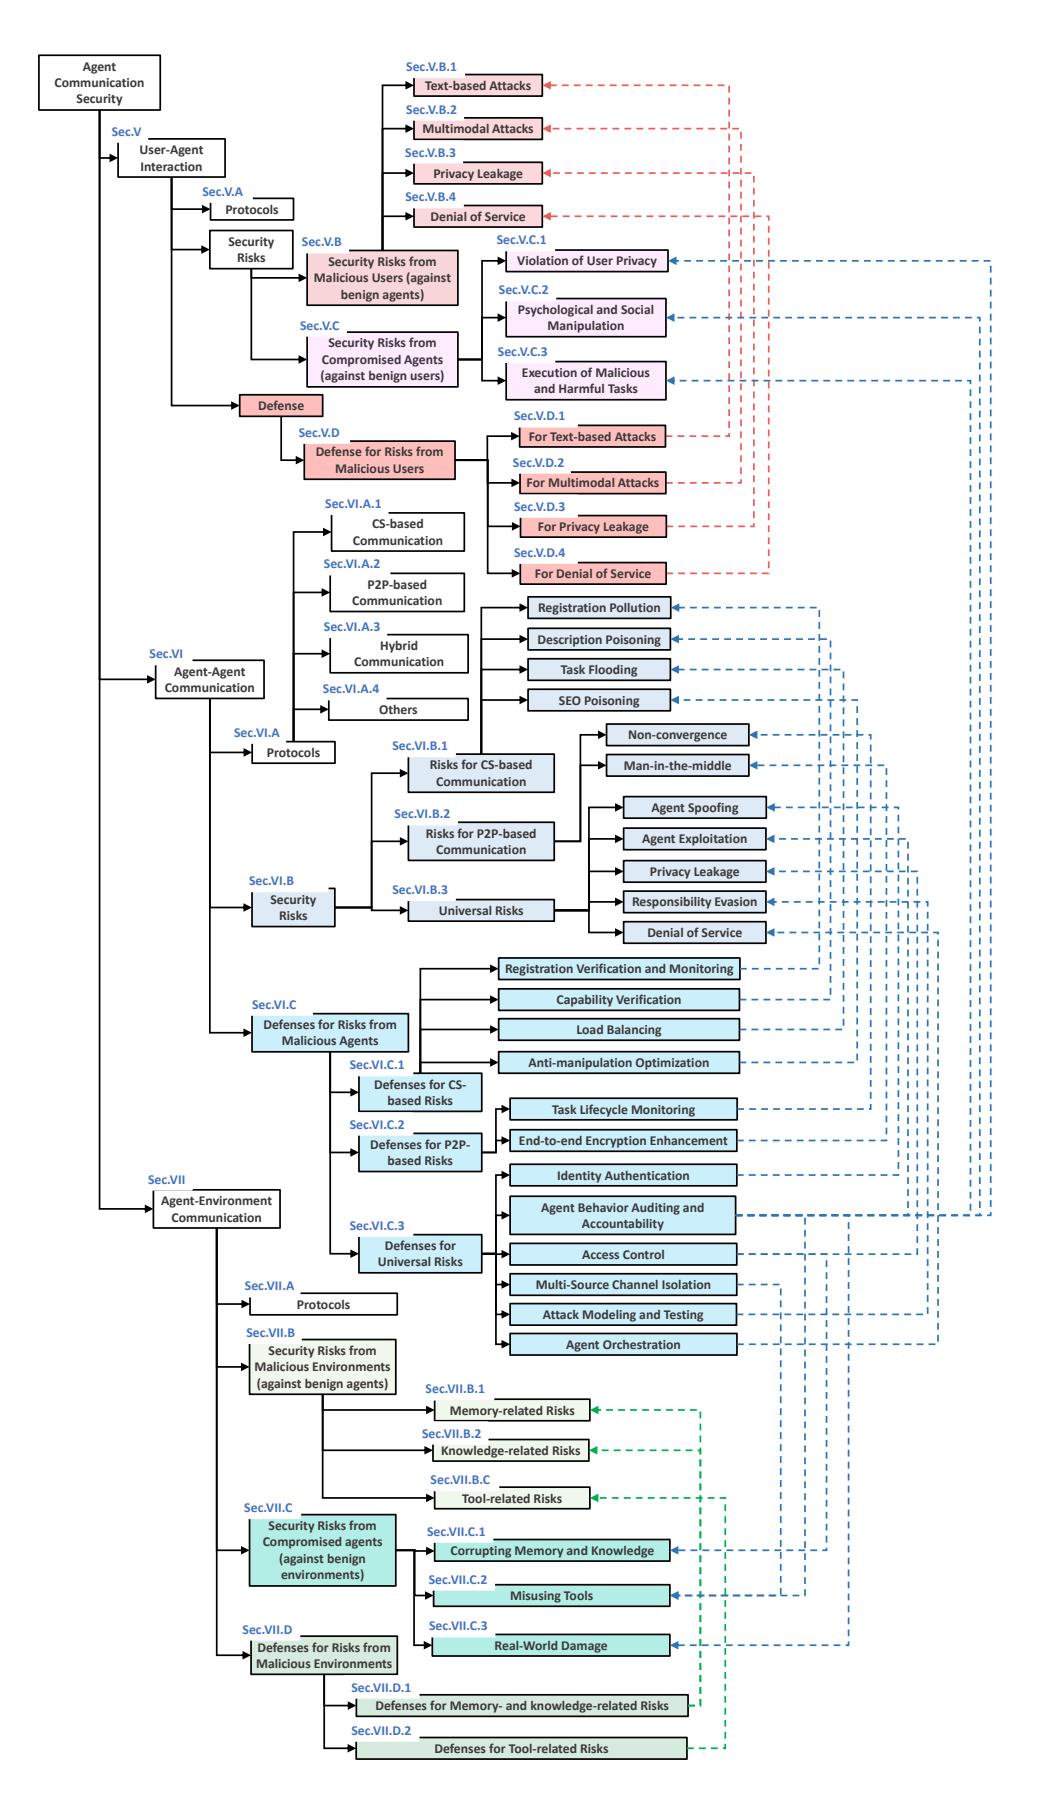 Agent
Communication
Security
Sec.V
User-Agent
Interaction
Sec.V.A
Protocols
Security
Risks
Sec.V.B
Security Risks from
Malicious Users (against
benign agents)
Sec.V.B.1
Text-based Attacks
Sec.V.B.2
Multimodal Attacks
Sec.V.B.3
Privacy Leakage
Sec.V.B.4
Denial of Service
Sec.V.C
Security Risks from
Compromised Agents
(against benign users)
Sec.V.C.1
Violation of User Privacy
Sec.V.C.2
Psychological and Social
Manipulation
Sec.V.C.3
Execution of Malicious
and Harmful Tasks
Defense
Sec.V.D
Defense for Risks from
Malicious Users
Sec.V.D.1
For Text-based Attacks
Sec.V.D.2
For Multimodal Attacks
Sec.V.D.3
For Privacy Leakage
Sec.V.D.4
For Denial of Service
Sec.VI
Agent-Agent
Communication
Sec.VI.A
Protocols
Sec.VI.A.1
CS-based
Communication
Sec.VI.A.2
P2P-based
Communication
Sec.VI.A.3
Hybrid
Communication
Sec.VI.A.4
Others
Sec.VI.B
Security
Risks
Sec.VI.B.1
Risks for CS-based
Communication
Registration Pollution
Description Poisoning
Task Flooding
SEO Poisoning
Sec.VI.B.2
Risks for P2P-based
Communication
Non-convergence
Man-in-the-middle
Sec.VI.B.3
Universal Risks
Agent Spoofing
Agent Exploitation
Privacy Leakage
Responsibility Evasion
Denial of Service
Sec.VI.C
Defenses for Risks from
Malicious Agents
Sec.VI.C.1
Defenses for CS-
based Risks
Registration Verification and Monitoring
Capability Verification
Load Balancing
Anti-manipulation Optimization
Sec.VI.C.2
Defenses for P2P-
based Risks
Task Lifecycle Monitoring
End-to-end Encryption Enhancement
Sec.VI.C.3
Defenses for
Universal Risks
Identity Authentication
Agent Behavior Auditing and
Accountability
Access Control
Multi-Source Channel Isolation
Attack Modeling and Testing
Agent Orchestration
Sec.VII
Agent-Environment
Communication
Sec.VII.A
Protocols
Sec.VII.B
Security Risks from
Malicious Environments
(against benign agents)
Sec.VII.B.1
Memory-related Risks
Sec.VII.B.2
Knowledge-related Risks
Sec.VII.B.C
Tool-related Risks
Sec.VII.C
Security Risks from
Compromised agents
(against benign
environments)
Sec.VII.C.1
Corrupting Memory and Knowledge
Sec.VII.C.2
Misusing Tools
Sec.VII.C.3
Real-World Damage
Sec.VII.D
Defenses for Risks from
Malicious Environments
Sec.VII.D.1
Defenses for Memory- and knowledge-related Risks
Sec.VII.D.2
Defenses for Tool-related Risks